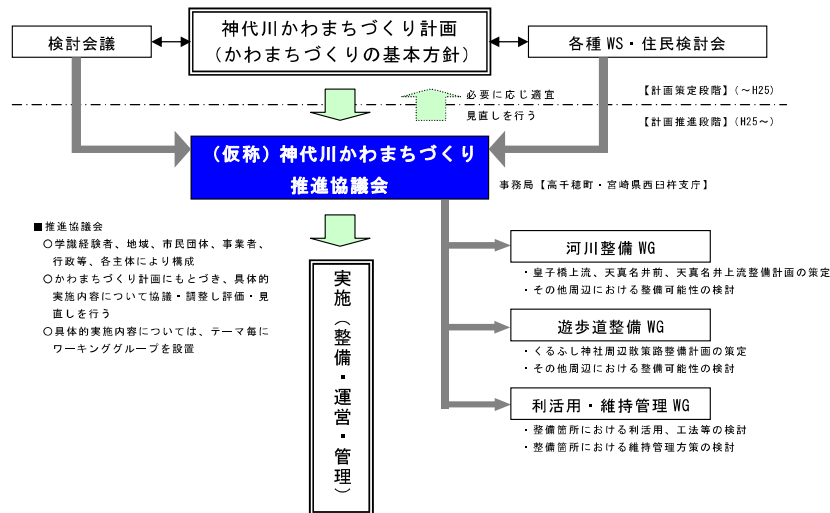 神代川かわまちづくり計画
(かわまちづくりの基本方針)
検討会議
各種 WS・住民検討会
必要に応じ適宜
見直しを行う
【計画策定段階】(～H25)
【計画推進段階】(H25～)
(仮称)神代川かわまちづくり
推進協議会
事務局【高千穂町・宮崎県西臼杵支庁】
■推進協議会
○学識経験者、地域、市民団体、事業者、
行政等、各主体により構成
○かわまちづくり計画にもとづき、具体的
実施内容について協議・調整し評価・見
直しを行う
○具体的実施内容については、テーマ毎に
ワーキンググループを設置
実施(整備・運営・管理)
河川整備 WG
・皇子橋上流、天真名井前、天真名井上流整備計画の策定
・その他周辺における整備可能性の検討
遊歩道整備 WG
・くるふし神社周辺散策路整備計画の策定
・その他周辺における整備可能性の検討
利活用・維持管理 WG
・整備箇所における利活用、工法等の検討
・整備箇所における維持管理方策の検討